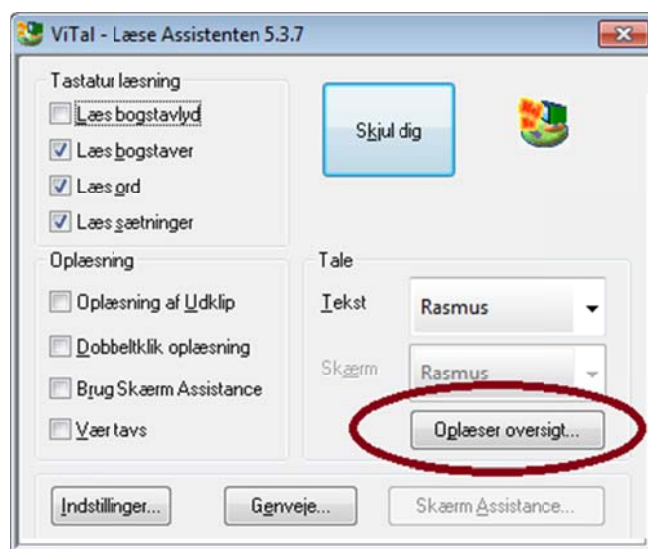 ViTal - Læse Assistenten 5.3.7
Tastatur læsning
Læs bogstavlyd
Læs bogstaver
Læs ord
Læs sætninger
Skjul dig
Oplæsning
Oplæsning af Udklip
Dobbeltklik oplæsning
Brug Skærm Assistance
Vær tavs
Tale
Tekst Rasmus
Skærm Rasmus
Oplæser oversigt...
Indstillinger... Genveje... Skærm Assistance...